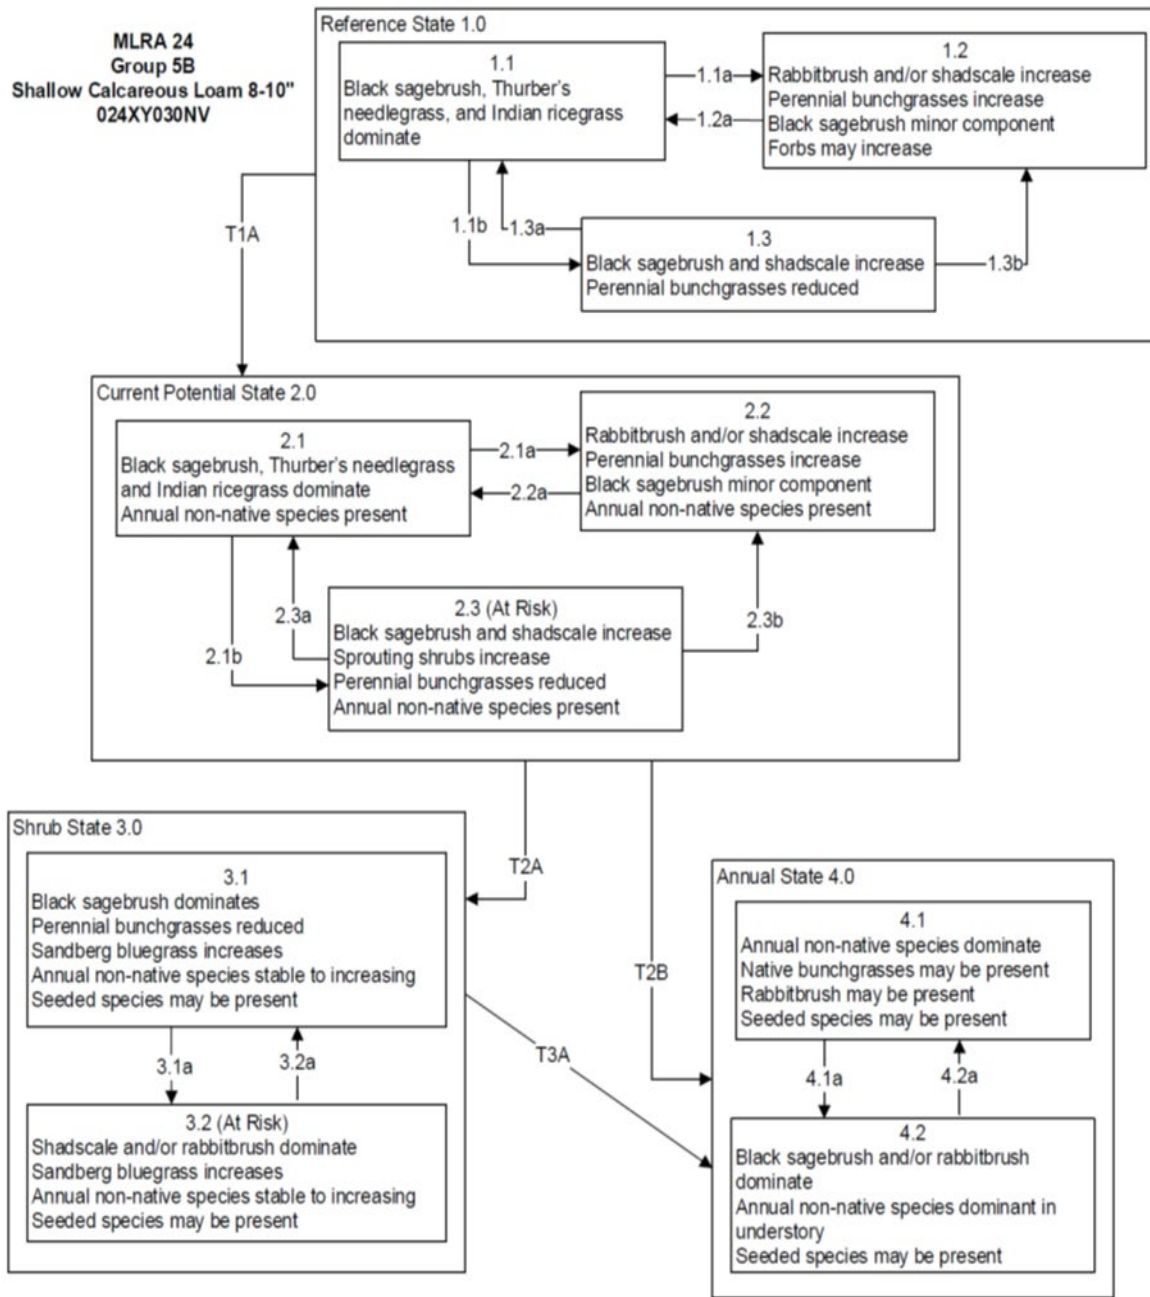 MLRA 24
Group 5B
Shallow Calcareous Loam 8-10"
024XY030NV
Reference State 1.0
1.1
Black sagebrush, Thurber's
needlegrass, and Indian ricegrass
dominate
1.1a
1.2a
1.2
Rabbitbrush and/or shadscale increase
Perennial bunchgrasses increase
Black sagebrush minor component
Forbs may increase
1.1b
1.3a
1.3
Black sagebrush and shadscale increase
Perennial bunchgrasses reduced
1.3b
T1A
Current Potential State 2.0
2.1
Black sagebrush, Thurber's needlegrass
and Indian ricegrass dominate
Annual non-native species present
2.1a
2.2a
2.2
Rabbitbrush and/or shadscale increase
Perennial bunchgrasses increase
Black sagebrush minor component
Annual non-native species present
2.1b
2.3a
2.3 (At Risk)
Black sagebrush and shadscale increase
Sprouting shrubs increase
Perennial bunchgrasses reduced
Annual non-native species present
2.3b
T2A
T2B
Shrub State 3.0
3.1
Black sagebrush dominates
Perennial bunchgrasses reduced
Sandberg bluegrass increases
Annual non-native species stable to increasing
Seeded species may be present
3.1a
3.2a
3.2 (At Risk)
Shadscale and/or rabbitbrush dominate
Sandberg bluegrass increases
Annual non-native species stable to increasing
Seeded species may be present
T3A
Annual State 4.0
4.1
Annual non-native species dominate
Native bunchgrasses may be present
Rabbitbrush may be present
Seeded species may be present
4.1a
4.2a
4.2
Black sagebrush and/or rabbitbrush
dominate
Annual non-native species dominant in
understory
Seeded species may be present